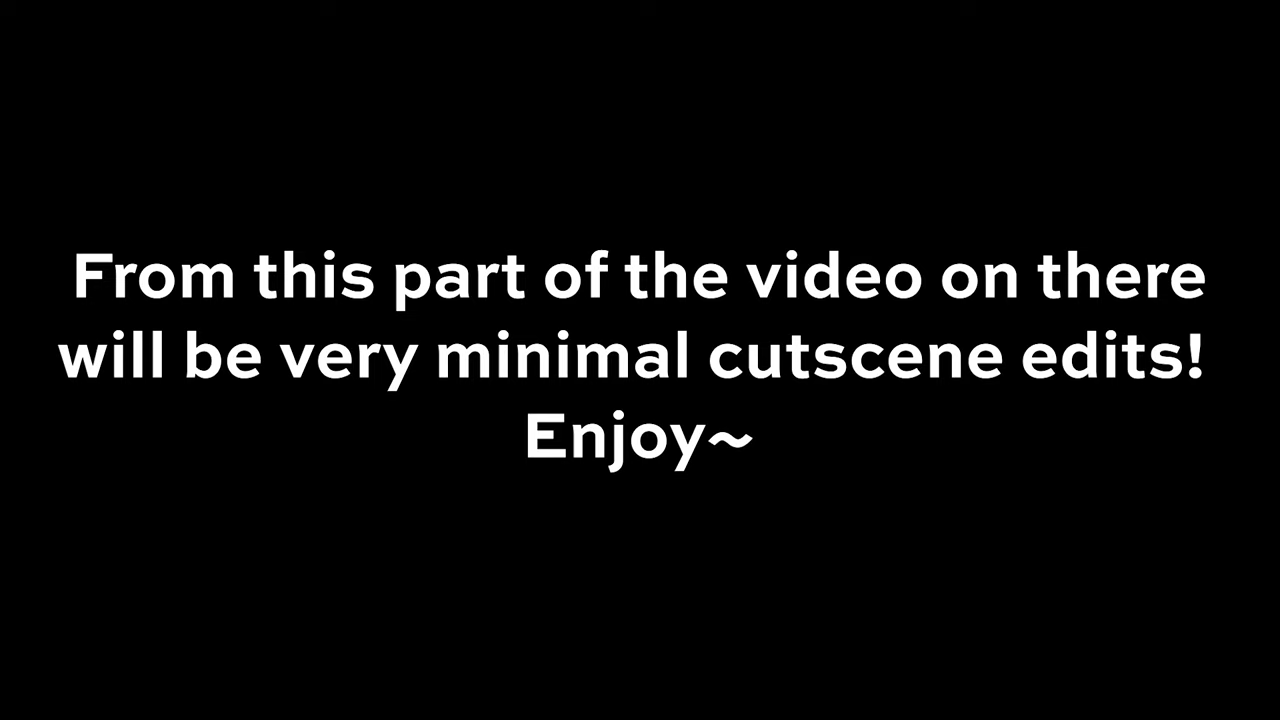 From this part of the video on there
will be very minimal cutscene edits!
Enjoy~